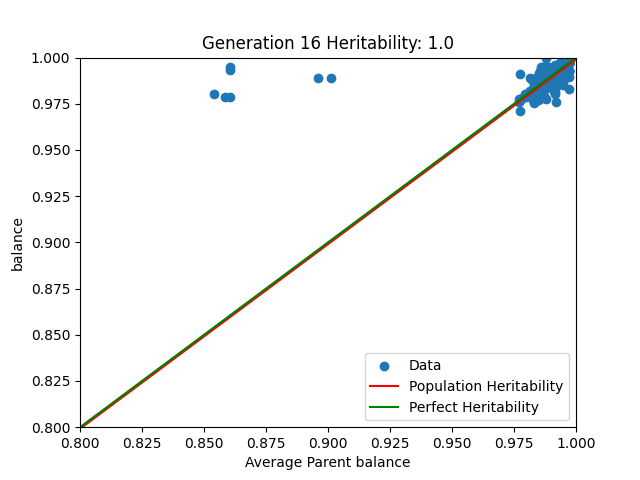 Generation 16 Heritability: 1.0
balance
1.000
0.975
0.950
0.925
0.900
0.875
0.850
0.825
0.800
0.800 0.825 0.850 0.875 0.900 0.925 0.950 0.975 1.000
Average Parent balance
Data
Population Heritability
Perfect Heritability